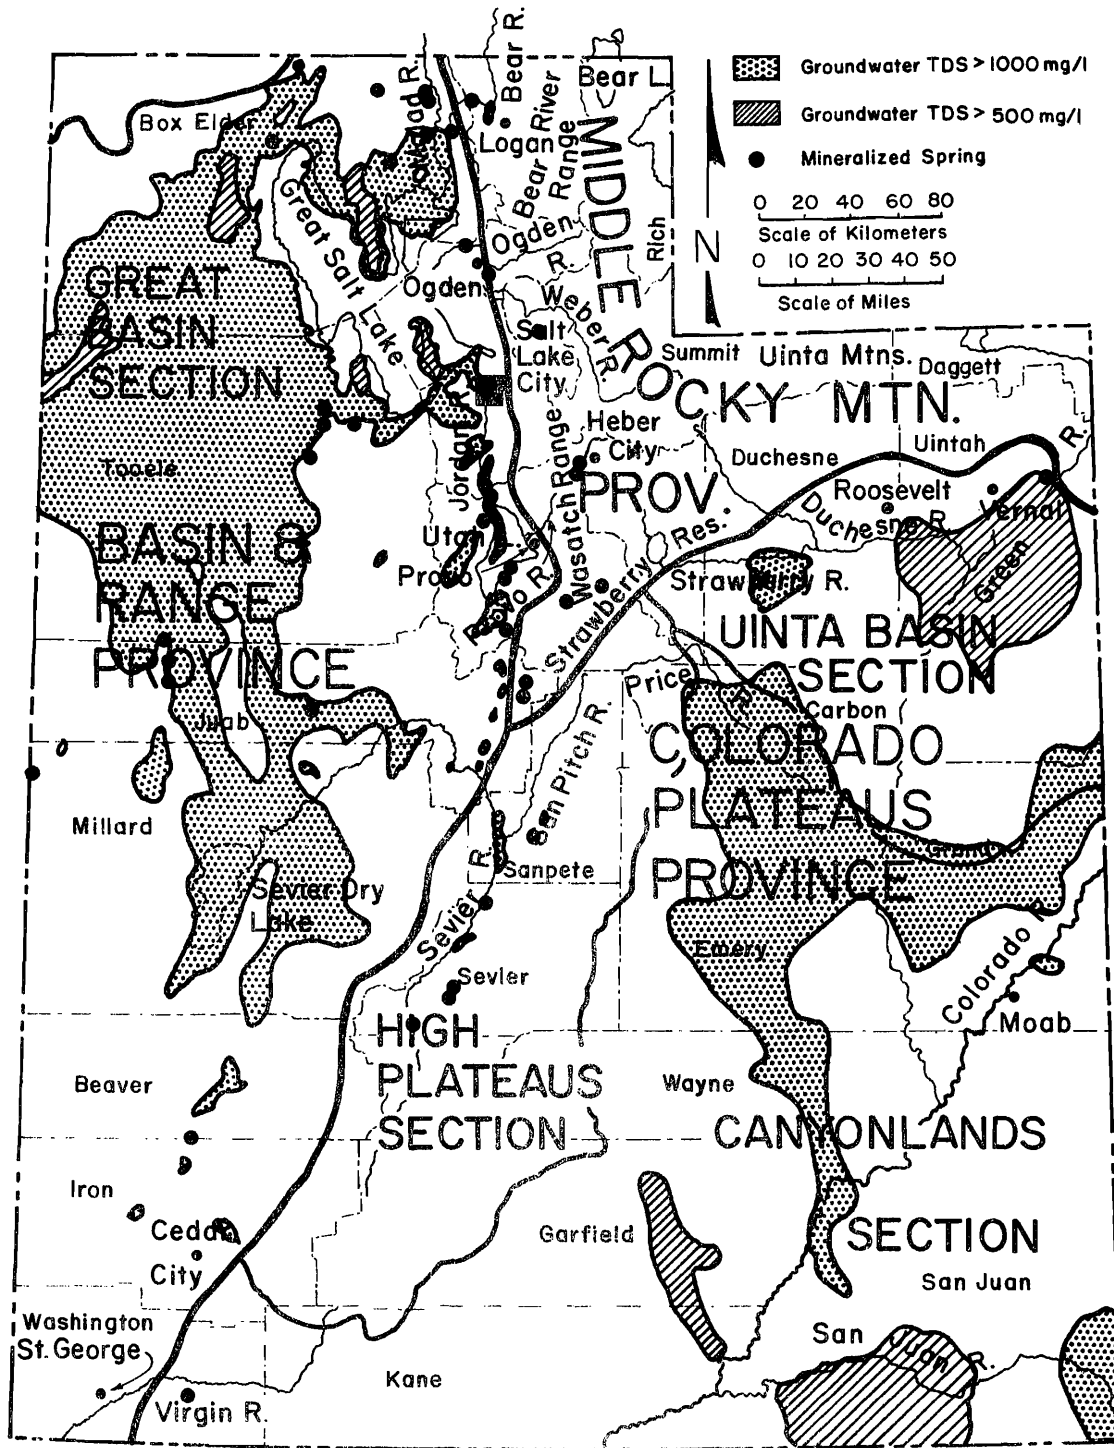 Groundwater TDS > 1000 mg/l
Groundwater TDS > 500 mg/l
Mineralized Spring
0 20 40 60 80
Scale of Kilometers
0 10 20 30 40 50
Scale of Miles
N
Bear R.
Bear L.
Box Elder
Malad R.
Logan
Bear River
Range
Bear
MIDDLE ROCKY MTN.
PROV.
Rich
Great Salt Lake
Ogden
R.
Ogden
Weber R.
GREAT
BASIN
SECTION
Salt
Lake
City
Summit
Uinta Mtns.
Daggett
Jordan R.
Heber
City
Wasatch Range
Tooele
Duchesne
Uintah
R.
Roosevelt
Duchesne R.
Vernal
Green
BASIN &
RANGE
PROVINCE
Utah L.
Provo
Provo R.
Strawberry Res.
Strawberry R.
UINTA BASIN
SECTION
Price
R.
Carbon
Juab
San Pitch R.
COLORADO
PLATEAUS
PROVINCE
Grand
Millard
Sanpete
Sevier Dry
Lake
Sevier
R.
Emery
Colorado
Sevier
Moab
HIGH
PLATEAUS
SECTION
Beaver
Wayne
CANYONLANDS
SECTION
Iron
Cedar
City
Garfield
San Juan
Washington
St. George
San Juan R.
Kane
Virgin R.